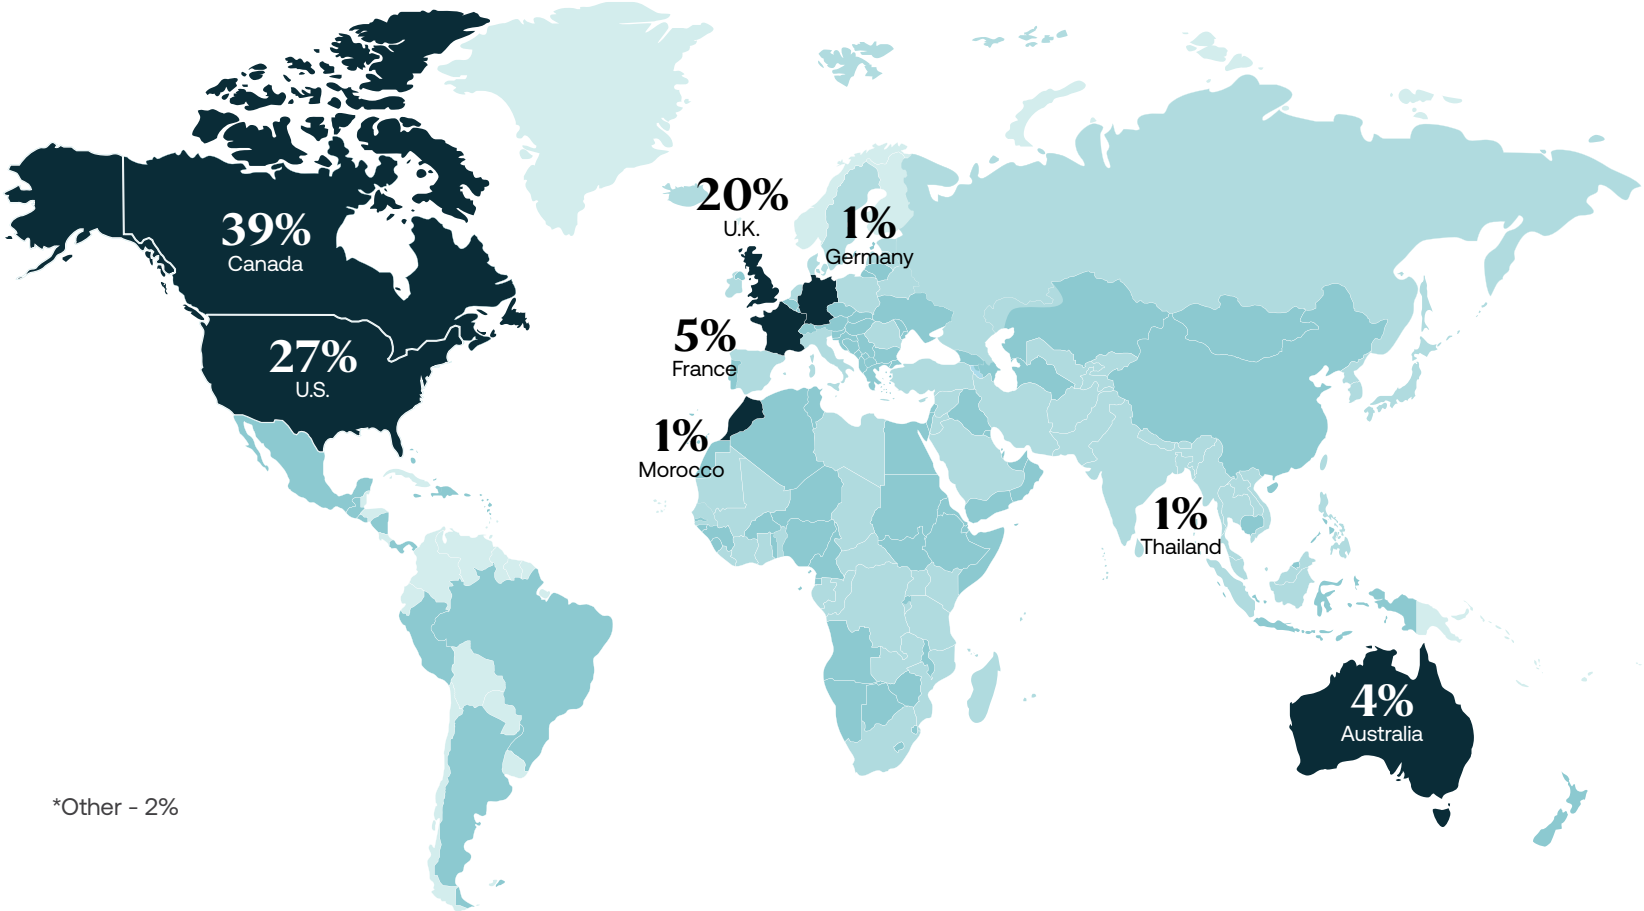 20%
U.K.
1%
Germany
39%
Canada
5%
France
27%
U.S.
1%
Morocco
1%
Thailand
4%
Australia
*Other - 2%